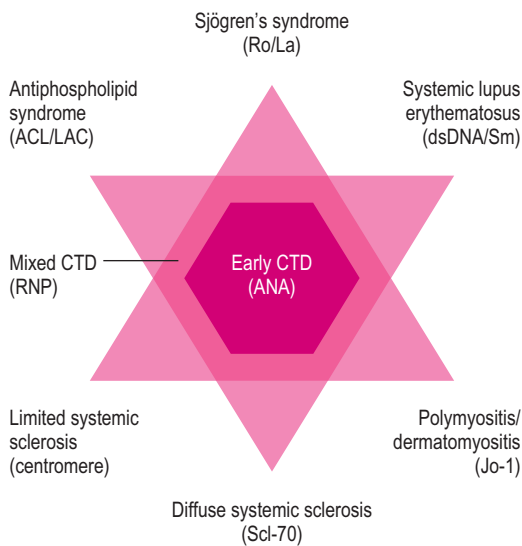 Sjögren's syndrome
(Ro/La)
Antiphospholipid
syndrome
(ACL/LAC)
Systemic lupus
erythematosus
(dsDNA/Sm)
Mixed CTD
(RNP)
Early CTD
(ANA)
Limited systemic
sclerosis
(centromere)
Polymyositis/
dermatomyositis
(Jo-1)
Diffuse systemic sclerosis
(Scl-70)